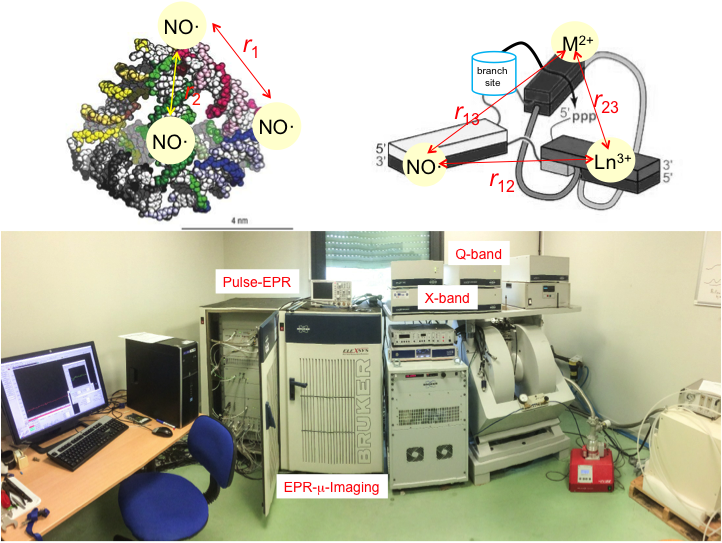 NO·
r1
r2
NO·
NO·
4 nm
M2+
branch
site
r13
r23
5' ppp
5'
3'
NO·
Ln3+
r12
3'
5'
Q-band
Pulse-EPR
X-band
ELEXSYS
BRUKER
EPR-μ-Imaging